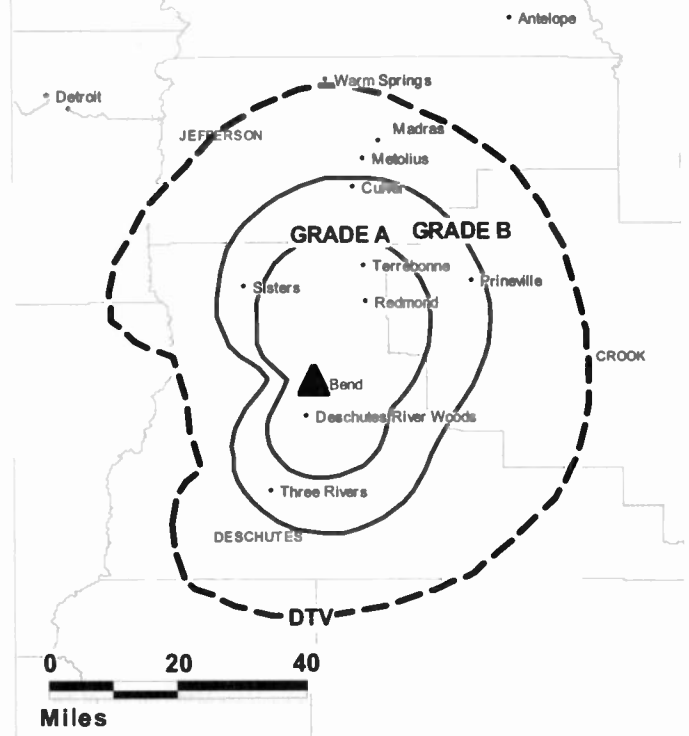 Antelope
Warm Springs
Detroit
Madras
JEFFERSON
Metolius
Culver
GRADE A
GRADE B
Terrebonne
Sisters
Prineville
Redmond
CROOK
Bend
Deschutes River Woods
Three Rivers
DESCHUTES
DTV
0 20 40
Miles